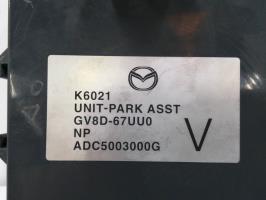 K6021
UNIT-PARK ASST
GV8D-67UU0
NP
ADC5003000G
V